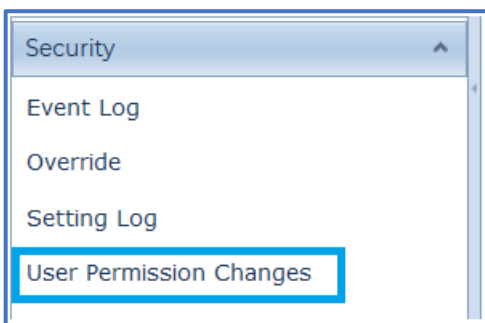 Security
Event Log
Override
Setting Log
User Permission Changes